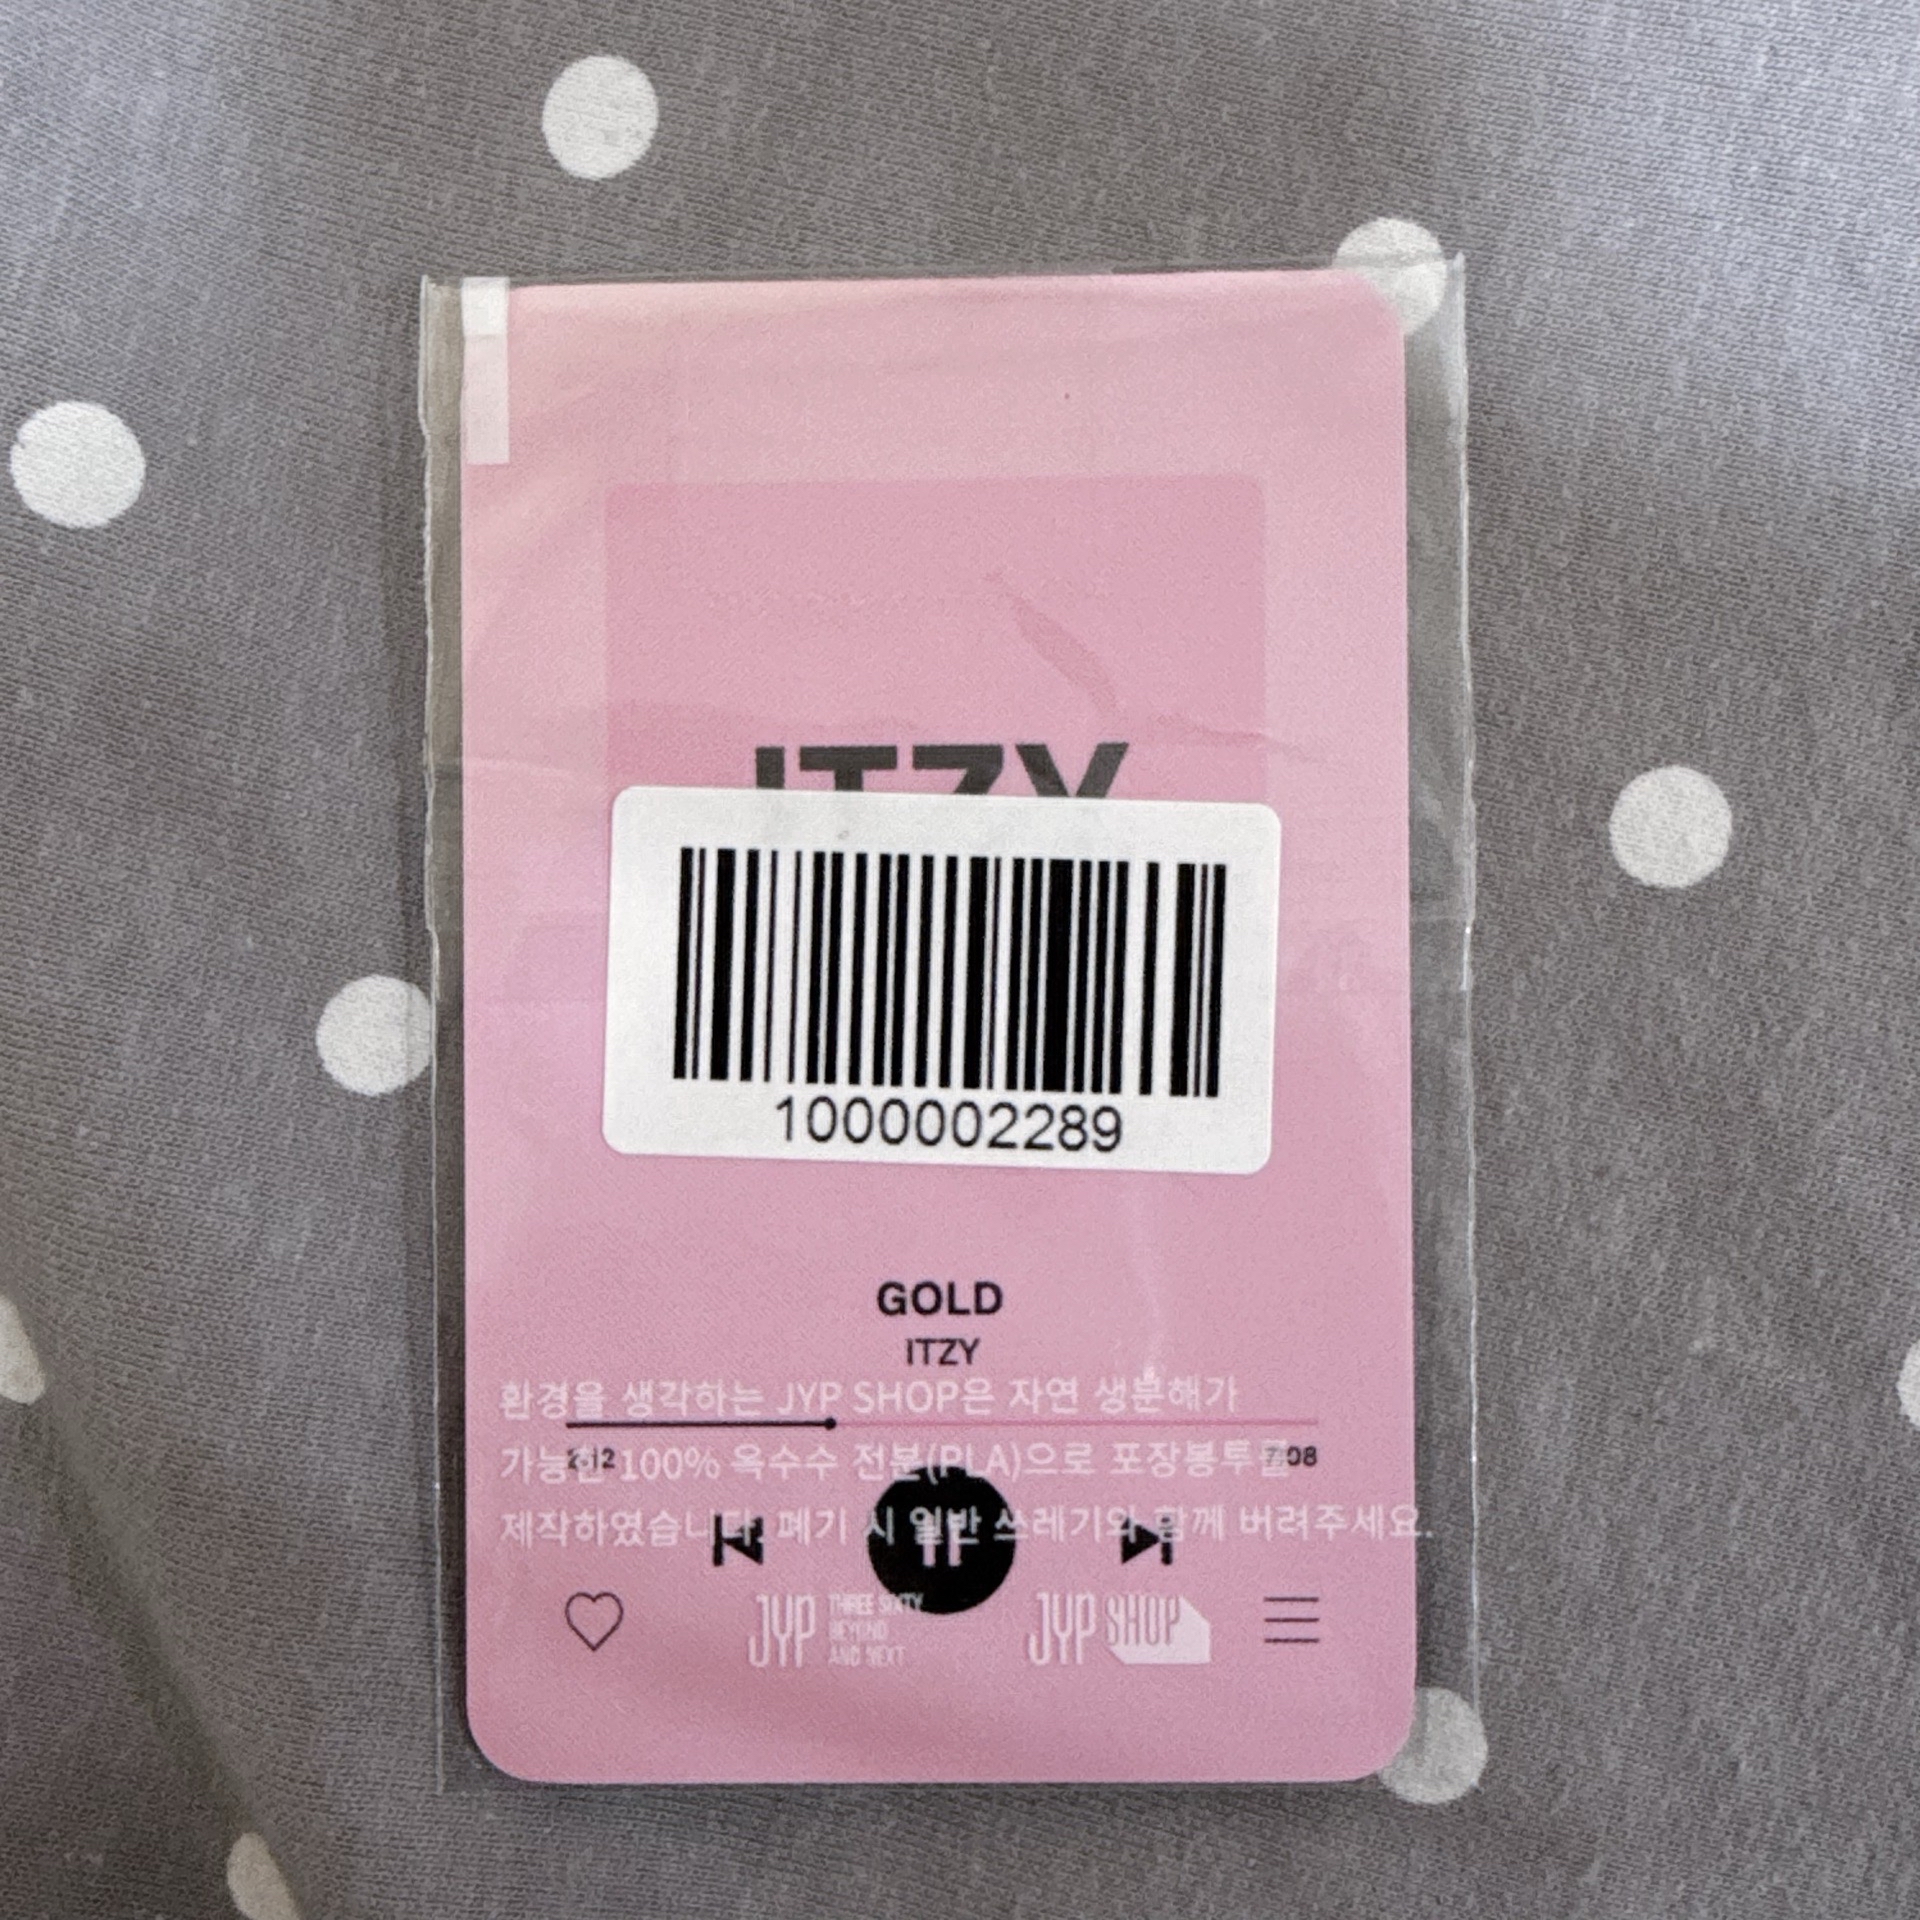 ITZY
1000002289
GOLD
ITZY
환경을 생각하는 JYP SHOP은 자연 생분해가
가능한 100% 옥수수 전분(PLA)으로 포장봉투를
2:12
제작하였습니다. 폐기 시 일반 쓰레기와 함께 버려주세요.
JYP THREE SIXTY
BEYOND
AND NEXT
JYP SHOP